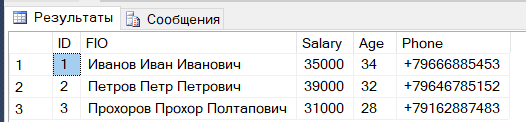 Результаты Сообщения
ID FIO Salary Age Phone
1 1 Иванов Иван Иванович 35000 34 +79666885453
2 2 Петров Петр Петрович 39000 32 +79646785152
3 3 Прохоров Прохор Полтапович 31000 28 +79162887483